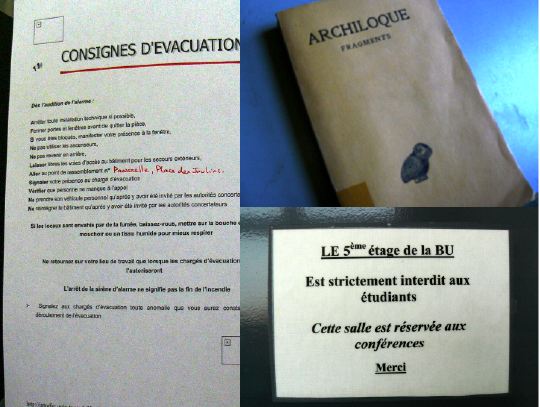 CONSIGNES D'EVACUATION
Dès l'audition de l'alarme :
Arrêter toute installation technique si possible,
Fermer portes et fenêtres avant de quitter la pièce,
Si vous êtes bloqués, manifester votre présence à la fenêtre,
Ne pas utiliser les ascenseurs,
Ne pas revenir en arrière,
Laisser libres les voies d'accès au bâtiment pour les secours extérieurs,
Aller au point de rassemblement n° Passerelle, Place des
Signaler votre présence au chargé d'évacuation
Vérifier que personne ne manque à l'appel
Ne prendre son véhicule personnel qu'après y avoir été invité par les autorités
Ne réintégrer le bâtiment qu'après y avoir été invité par les autorités
Si les locaux sont envahis par de la fumée, baissez-vous, mettre sur la bouche
mouchoir ou un tissu humide pour mieux respirer
Ne retourner sur votre lieu de travail que lorsque les chargés d'évacuation
l'autoriseront
L'arrêt de la sirène d'alarme ne signifie pas la fin de l'incendie
Signalez aux chargés d'évacuation toute anomalie que vous aurez
déroulement de l'évacuation
ARCHILOQUE
FRAGMENTS
LE 5ème étage de la BU
Est strictement interdit aux
étudiants
Cette salle est réservée aux
conférences
Merci